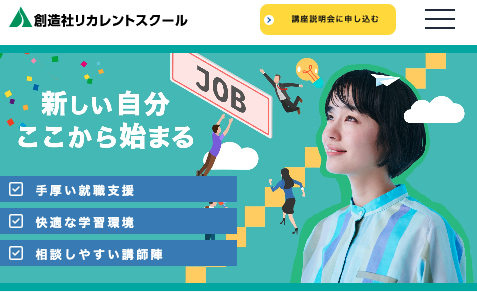 創造社リカレントスクール
講座説明会に申し込む
JOB
新しい自分
ここから始まる
手厚い就職支援
快適な学習環境
相談しやすい講師陣